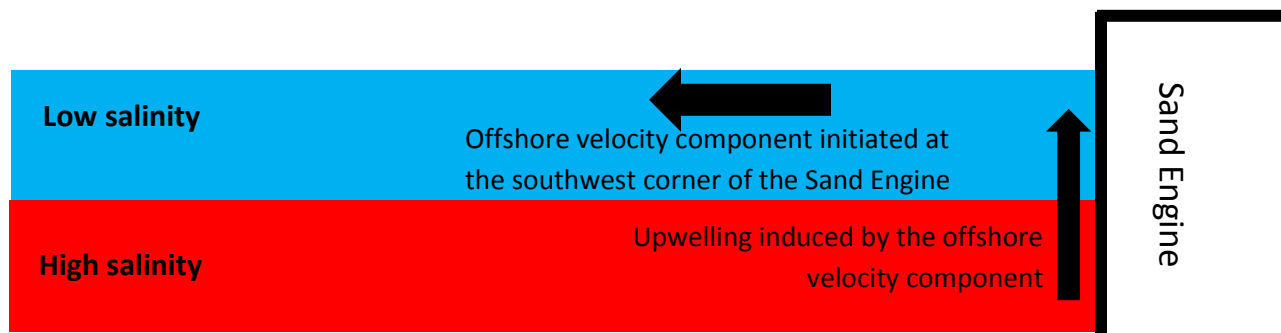 Low salinity
Offshore velocity component initiated at
the southwest corner of the Sand Engine
High salinity
Upwelling induced by the offshore
velocity component
Sand Engine